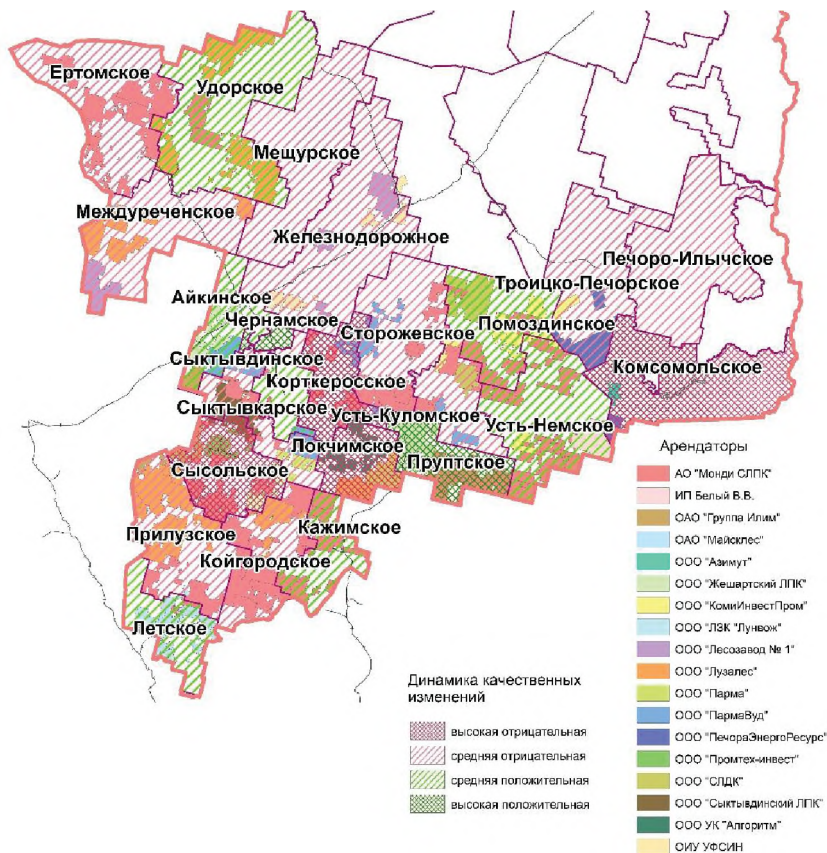 Ертомское
Удорское
Мещурское
Междуреченское
Железнодорожное
Печоро-Илычское
Троицко-Печорское
Айкинское
Чернамское
Сторожевское
Помоздинское
Сыктывдинское
Комсомольское
Корткеросское
Сыктывкарское
Усть-Куломское
Усть-Немское
Локчимское
Пруптское
Сысольское
Кажимское
Прилузское
Койгородское
Летское
Динамика качественных
изменений
высокая отрицательная
средняя отрицательная
средняя положительная
высокая положительная
Арендаторы
АО "Монди СЛПК"
ИП Белый В.В.
ОАО "Группа Илим"
ОАО "Майсклес"
ООО "Азимут"
ООО "Жешартский ЛПК"
ООО "КомиИнвестПром"
ООО "ЛЗК "Лунвож"
ООО "Лесозавод № 1"
ООО "Лузалес"
ООО "Парма"
ООО "ПармаВуд"
ООО "ПечораЭнергоРесурс"
ООО "Промтех-инвест"
ООО "СЛДК"
ООО "Сыктывдинский ЛПК"
ООО УК "Алгоритм"
ОИУ УФСИН